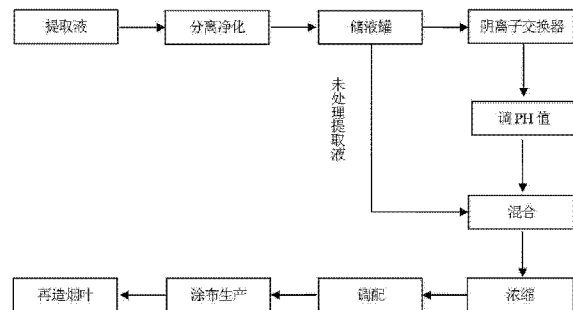 提取液
分离净化
储液罐
阴离子交换器
未处理提取液
调PH值
混合
再造烟叶
涂布生产
调配
浓缩